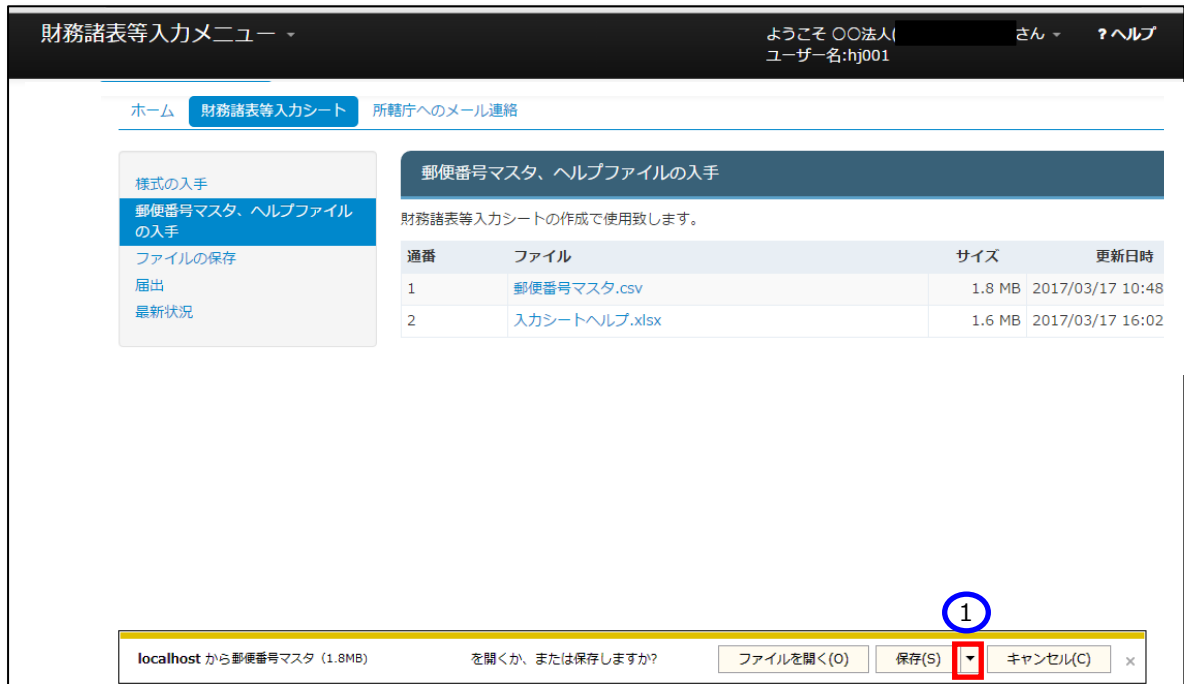 財務諸表等入力メニュー
ようこそ 〇〇法人( さん ?ヘルプ
ユーザー名:hj001
ホーム 財務諸表等入力シート 所轄庁へのメール連絡
様式の入手
郵便番号マスタ、ヘルプファイル
の入手
ファイルの保存
届出
最新状況
郵便番号マスタ、ヘルプファイルの入手
財務諸表等入力シートの作成で使用致します。
通番 ファイル サイズ 更新日時
1 郵便番号マスタ.csv 1.8 MB 2017/03/17 10:48
2 入力シートヘルプ.xlsx 1.6 MB 2017/03/17 16:02
1
localhost から郵便番号マスタ（1.8MB） を開くか、または保存しますか? ファイルを開く(O) 保存(S) ▼ キャンセル(C) ×